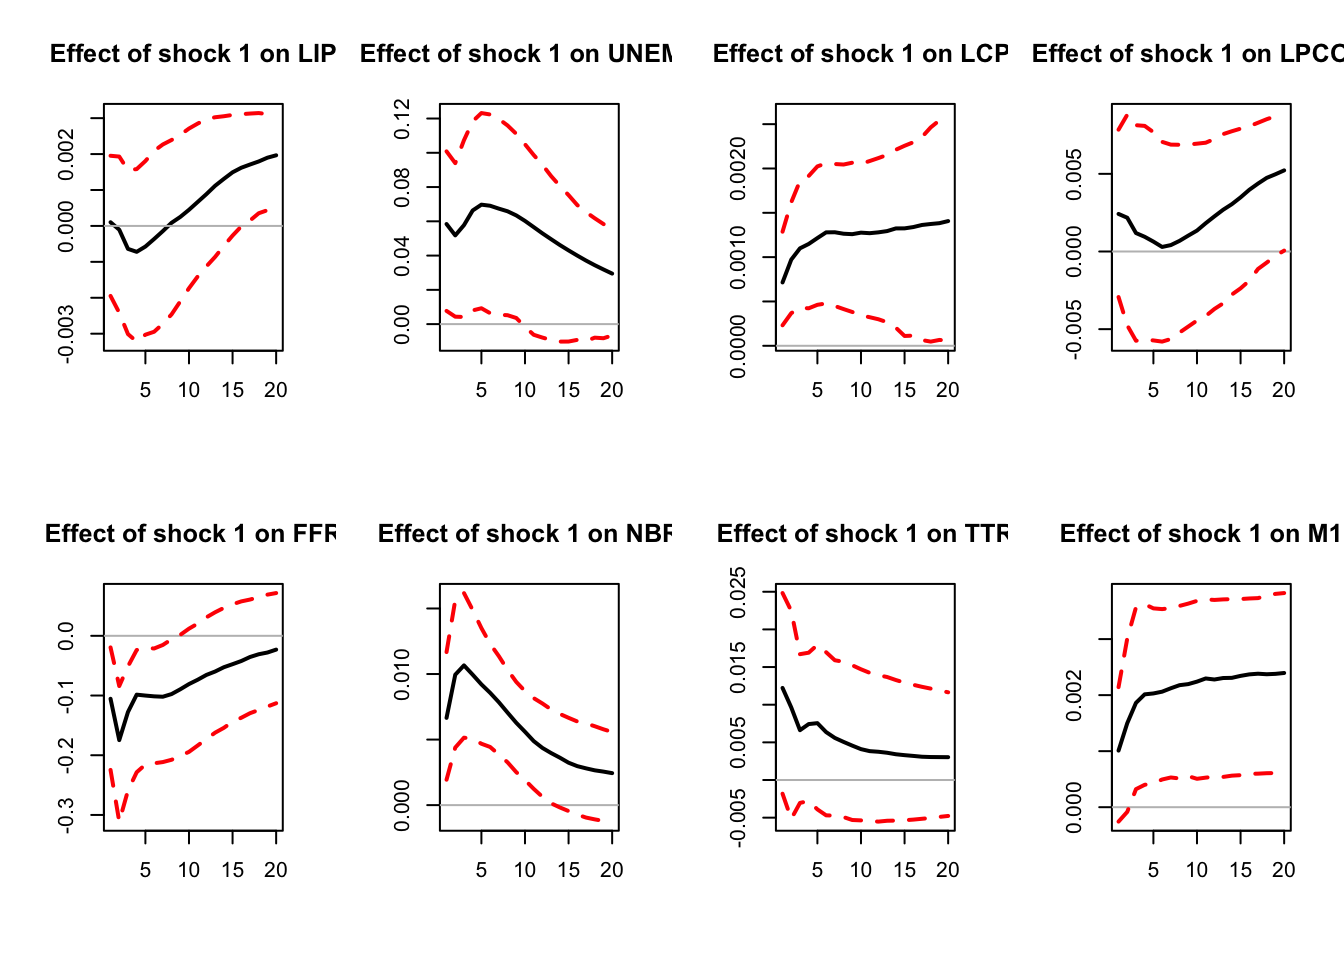 Effect of shock 1 on LIP
Effect of shock 1 on UNEM
Effect of shock 1 on LCP
Effect of shock 1 on LPCO
0.002
0.000
-0.003
5 10 15 20
0.12
0.08
0.04
0.00
5 10 15 20
0.0020
0.0010
0.0000
5 10 15 20
0.005
0.000
-0.005
5 10 15 20
Effect of shock 1 on FFR
Effect of shock 1 on NBR
Effect of shock 1 on TTR
Effect of shock 1 on M1
0.0
-0.1
-0.2
-0.3
5 10 15 20
0.010
0.000
5 10 15 20
0.025
0.015
0.005
-0.005
5 10 15 20
0.002
0.000
5 10 15 20